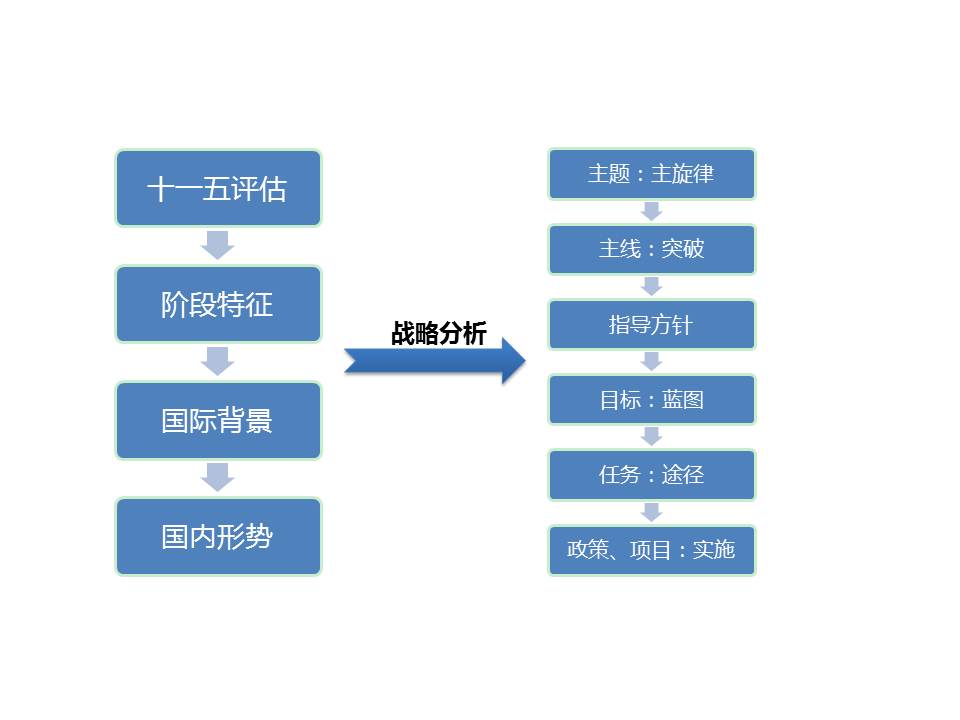 十一五评估
阶段特征
国际背景
国内形势
战略分析
主题：主旋律
主线：突破
指导方针
目标：蓝图
任务：途径
政策、项目：实施